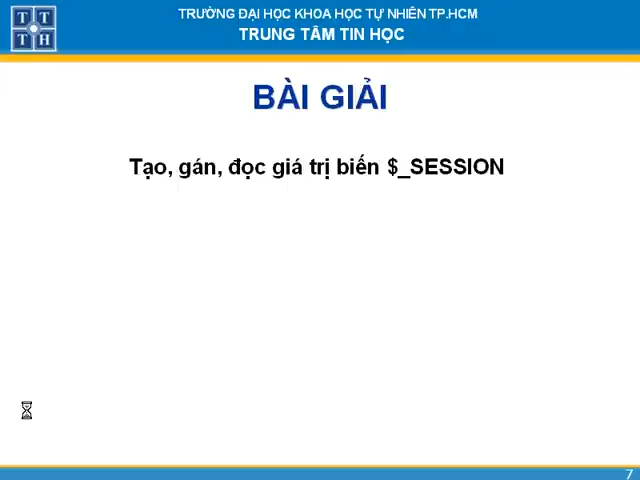 T T
T H
TRƯỜNG ĐẠI HỌC KHOA HỌC TỰ NHIÊN TP.HCM
TRUNG TÂM TIN HỌC
BÀI GIẢI
Tạo, gán, đọc giá trị biến $_SESSION
7